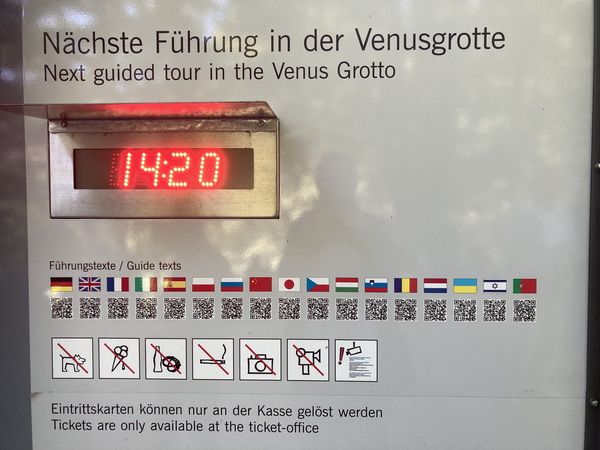 Nächste Führung in der Venusgrotte
Next guided tour in the Venus Grotto
14:20
Führungstexte / Guide texts
Eintrittskarten können nur an der Kasse gelöst werden
Tickets are only available at the ticket-office